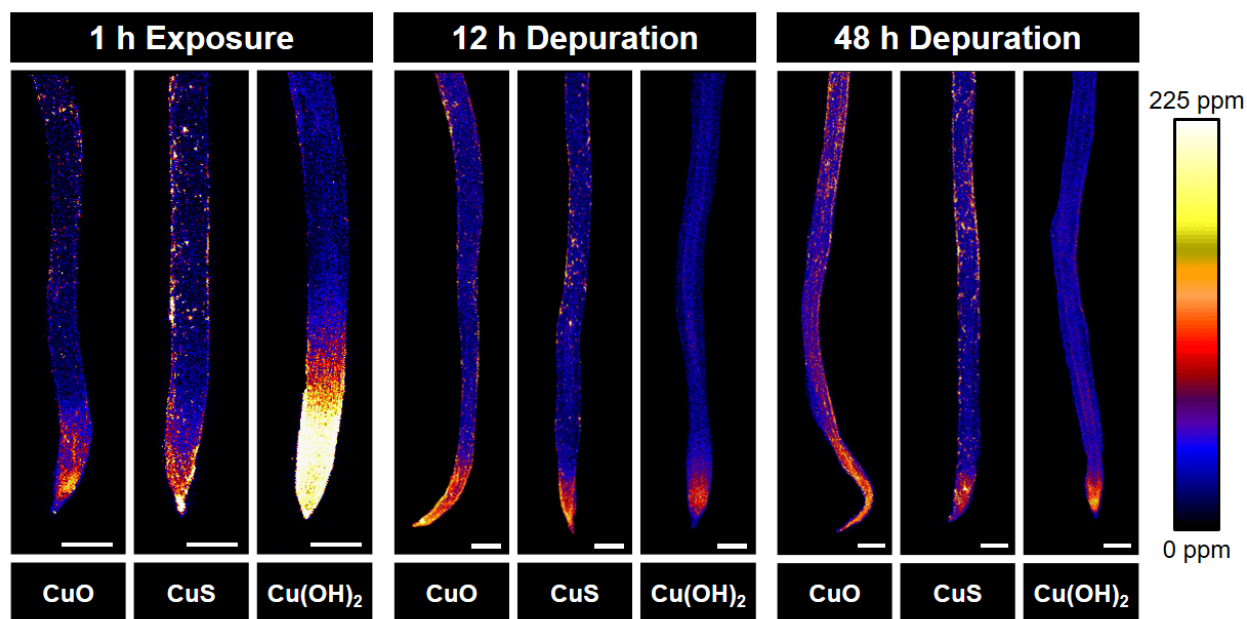 1 h Exposure
12 h Depuration
48 h Depuration
225 ppm
0 ppm
CuO
CuS
Cu(OH)₂
CuO
CuS
Cu(OH)₂
CuO
CuS
Cu(OH)₂